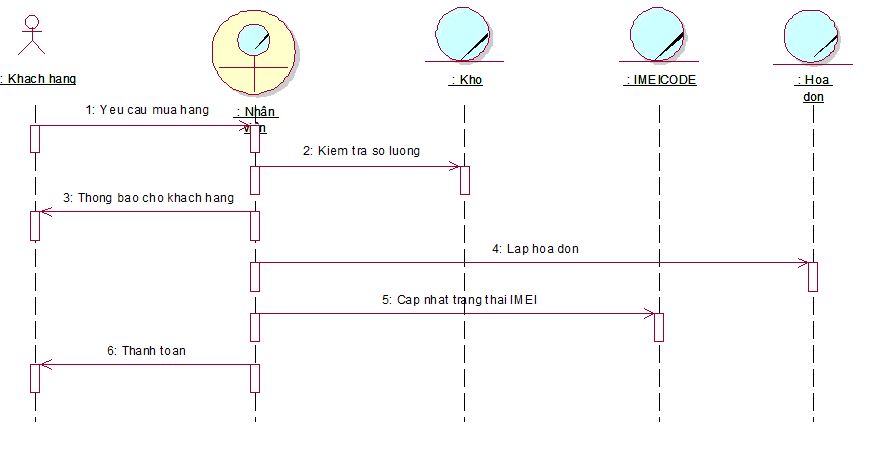 : Khach hang
: Nhân
viên
: Kho
: IMEICODE
: Hoa
don
1: Yeu cau mua hang
2: Kiem tra so luong
3: Thong bao cho khach hang
4: Lap hoa don
5: Cap nhat trang thai IMEI
6: Thanh toan